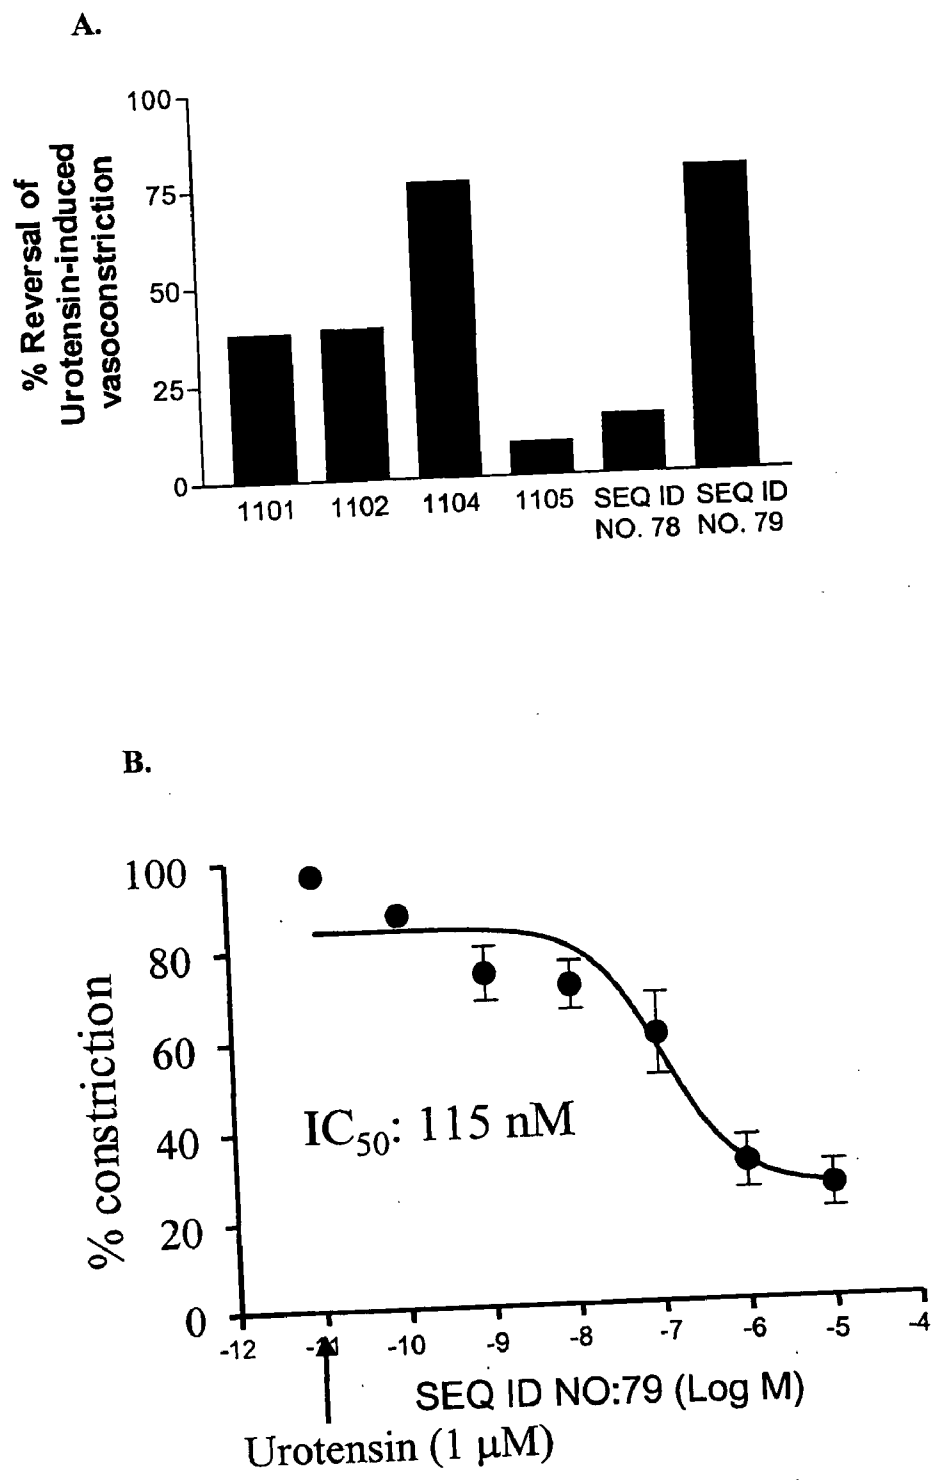 A.
% Reversal of
Urotensin-induced
vasoconstriction
100
75
50
25
0
1101 1102 1104 1105 SEQ ID NO. 78 SEQ ID NO. 79
B.
% constriction
100
80
60
40
20
0
IC50: 115 nM
-12 -11 -10 -9 -8 -7 -6 -5 -4
SEQ ID NO:79 (Log M)
Urotensin (1 μM)